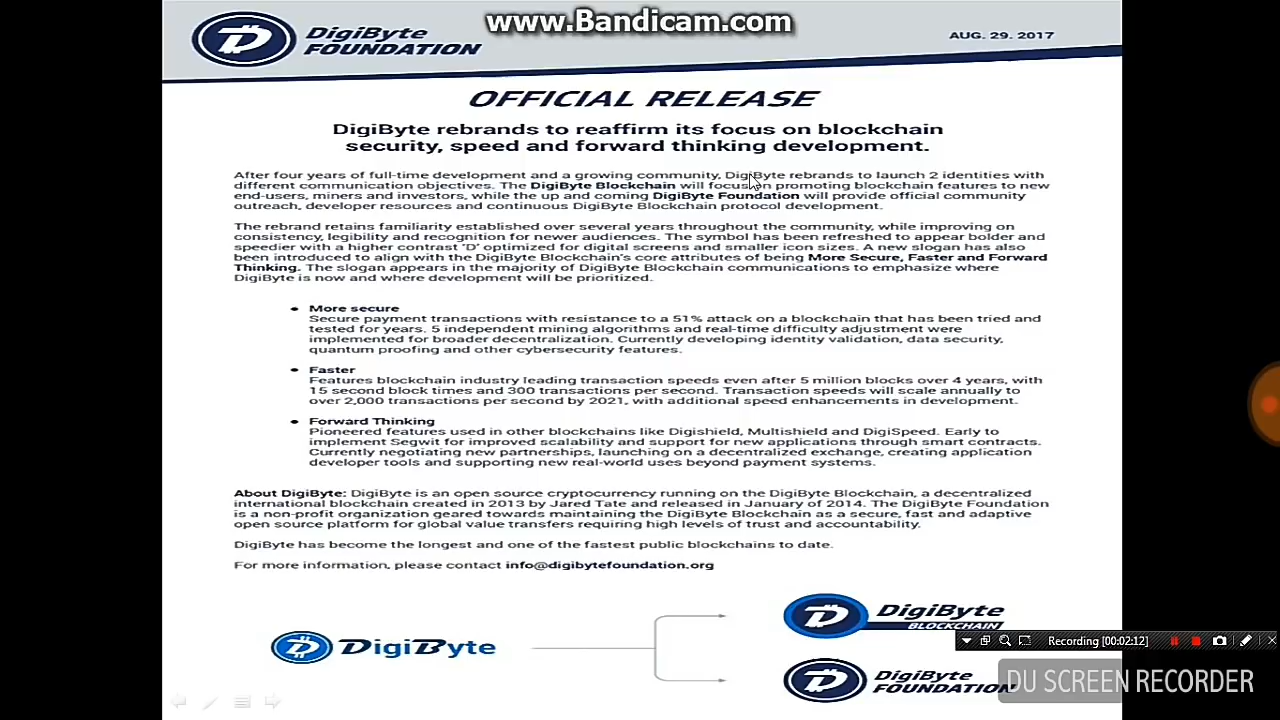 www.Bandicam.com
DigiByte
FOUNDATION
AUG. 29. 2017
OFFICIAL RELEASE
DigiByte rebrands to reaffirm its focus on blockchain
security, speed and forward thinking development.
After four years of full-time development and a growing community, DigiByte rebrands to launch 2 identities with
different communication objectives. The DigiByte Blockchain will focus on promoting blockchain features to new
end-users, miners and investors, while the up and coming DigiByte Foundation will provide official community
outreach, developer resources and continuous DigiByte Blockchain protocol development.
The rebrand retains familiarity established over several years throughout the community, while improving on
consistency, legibility and recognition for newer audiences. The symbol has been refreshed to appear bolder and
speedier with a higher contrast 'D' optimized for digital screens and smaller icon sizes. A new slogan has also
been introduced to align with the DigiByte Blockchain's core attributes of being More Secure, Faster and Forward
Thinking. The slogan appears in the majority of DigiByte Blockchain communications to emphasize where
DigiByte is now and where development will be prioritized.
• More secure
Secure payment transactions with resistance to a 51% attack on a blockchain that has been tried and
tested for years. 5 independent mining algorithms and real-time difficulty adjustment were
implemented for broader decentralization. Currently developing identity validation, data security,
quantum proofing and other cybersecurity features.
• Faster
Features blockchain industry leading transaction speeds even after 5 million blocks over 4 years, with
15 second block times and 300 transactions per second. Transaction speeds will scale annually to
over 2,000 transactions per second by 2021, with additional speed enhancements in development.
• Forward Thinking
Pioneered features used in other blockchains like Digishield, Multishield and DigiSpeed. Early to
implement Segwit for improved scalability and support for new applications through smart contracts.
Currently negotiating new partnerships, launching on a decentralized exchange, creating application
developer tools and supporting new real-world uses beyond payment systems.
About DigiByte: DigiByte is an open source cryptocurrency running on the DigiByte Blockchain, a decentralized
international blockchain created in 2013 by Jared Tate and released in January of 2014. The DigiByte Foundation
is a non-profit organization geared towards maintaining the DigiByte Blockchain as a secure, fast and adaptive
open source platform for global value transfers requiring high levels of trust and accountability.
DigiByte has become the longest and one of the fastest public blockchains to date.
For more information, please contact info@digibytefoundation.org
DigiByte
DigiByte
BLOCKCHAIN
Recording [00:02:12]
DigiByte
FOUNDATION
DU SCREEN RECORDER